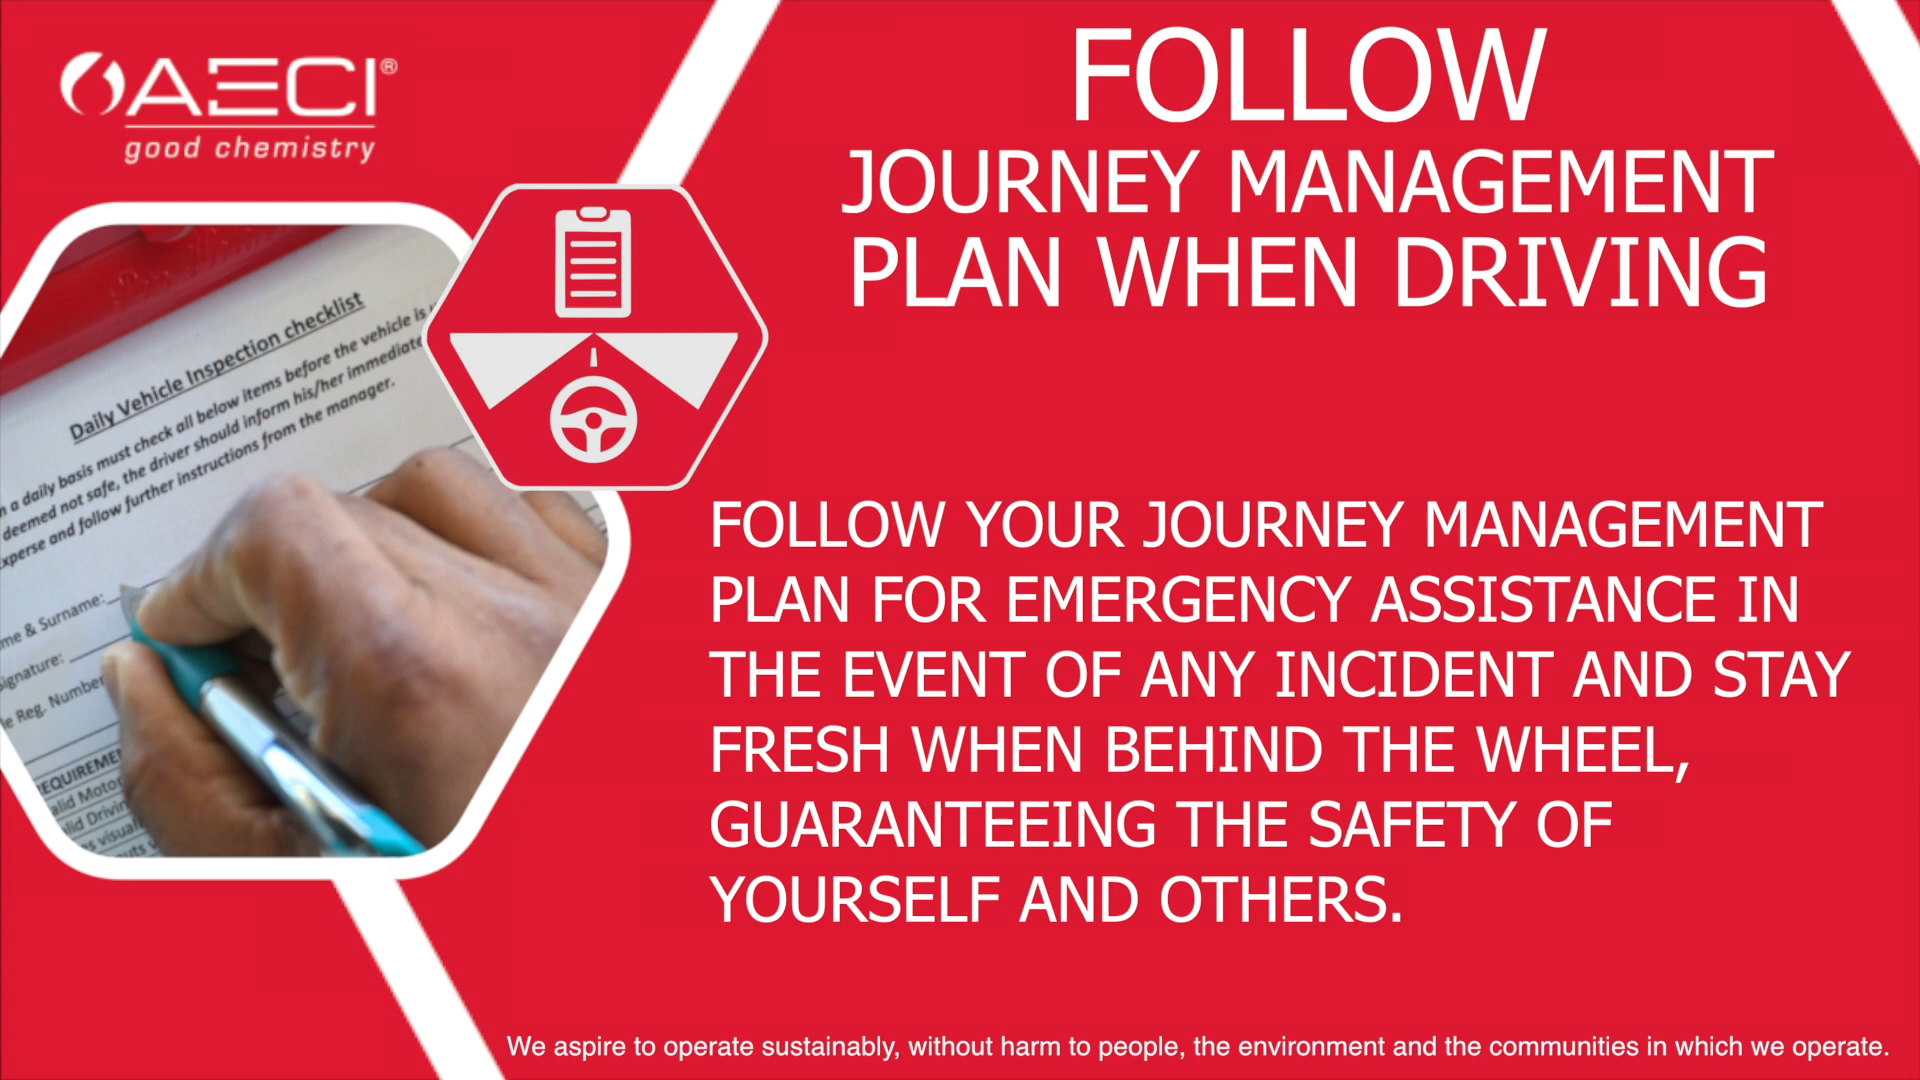 AECI®
good chemistry
FOLLOW
JOURNEY MANAGEMENT
PLAN WHEN DRIVING
Daily Vehicle Inspection checklist
a daily basis must check all below items before the vehicle is
deemed not safe, the driver should inform his/her immediate
and follow further instructions from the manager.
& Surname:
Reg. Number
FOLLOW YOUR JOURNEY MANAGEMENT
PLAN FOR EMERGENCY ASSISTANCE IN
THE EVENT OF ANY INCIDENT AND STAY
FRESH WHEN BEHIND THE WHEEL,
GUARANTEEING THE SAFETY OF
YOURSELF AND OTHERS.
We aspire to operate sustainably, without harm to people, the environment and the communities in which we operate.